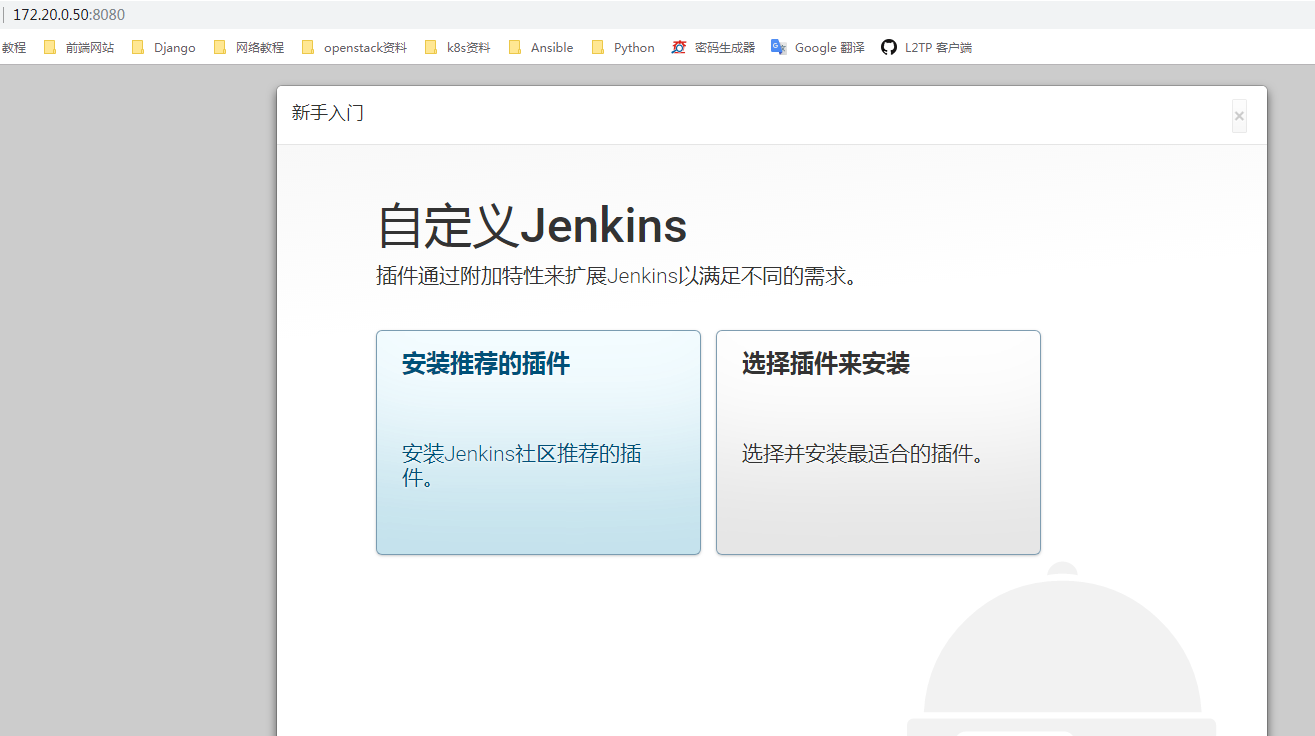 172.20.0.50:8080
教程 前端网站 Django 网络教程 openstack资料 k8s资料 Ansible Python 密码生成器 Google 翻译 L2TP 客户端
新手入门 ×
自定义Jenkins
插件通过附加特性来扩展Jenkins以满足不同的需求。
安装推荐的插件
安装Jenkins社区推荐的插
件。
选择插件来安装
选择并安装最适合的插件。